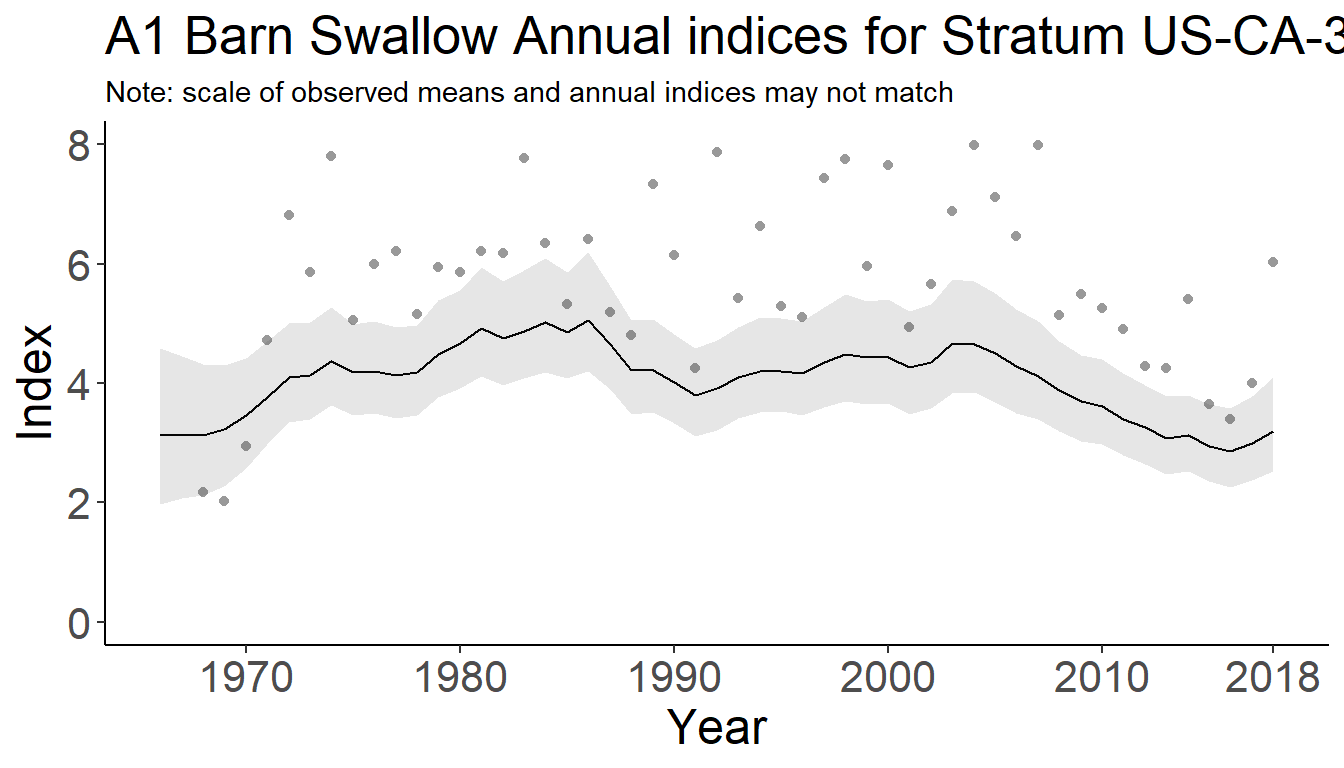 A1 Barn Swallow Annual indices for Stratum US-CA-3
Note: scale of observed means and annual indices may not match
8
6
4
2
0
Index
1970 1980 1990 2000 2010 2018
Year